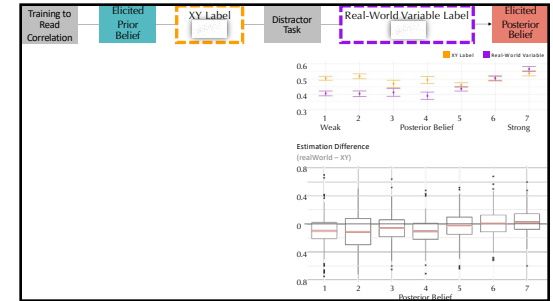 Training to
Read
Correlation
Elicited
Prior
Belief
XY Label
Distractor
Task
Real-World Variable Label
Elicited
Posterior
Belief
XY Label
Real-World Variable
0.6
0.5
0.4
0.3
1 2 3 4 5 6 7
Weak Posterior Belief Strong
Estimation Difference
(realWorld – XY)
0.8
0.4
0
0.4
0.8
1 2 3 4 5 6 7
Posterior Belief